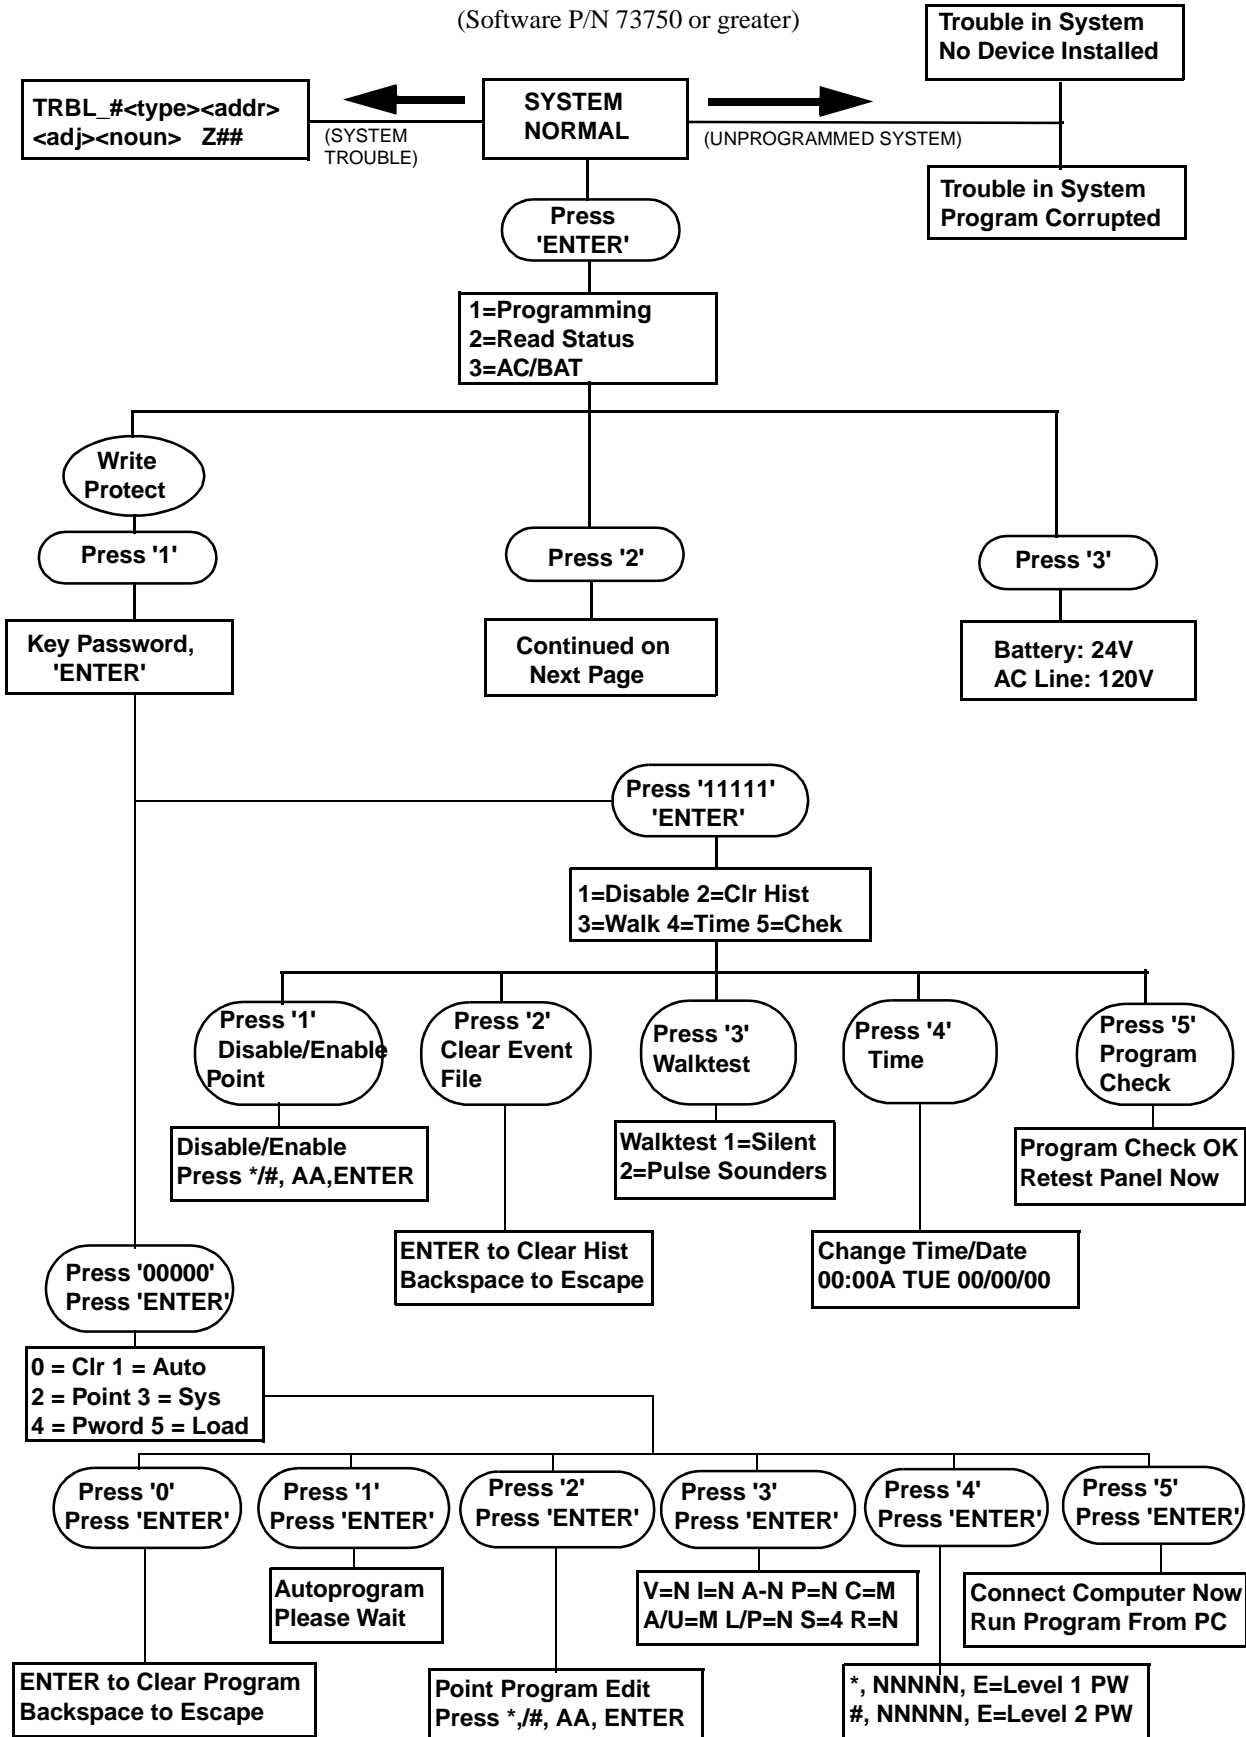 (Software P/N 73750 or greater)
Trouble in System
No Device Installed
TRBL_#<type><addr>
<adj><noun>   Z##
(SYSTEM
TROUBLE)
SYSTEM
NORMAL
(UNPROGRAMMED SYSTEM)
Trouble in System
Program Corrupted
Press
'ENTER'
1=Programming
2=Read Status
3=AC/BAT
Write
Protect
Press '1'
Press '2'
Press '3'
Key Password,
'ENTER'
Continued on
Next Page
Battery: 24V
AC Line: 120V
Press '11111'
'ENTER'
1=Disable 2=Clr Hist
3=Walk 4=Time 5=Chek
Press '1'
Disable/Enable
Point
Press '2'
Clear Event
File
Press '3'
Walktest
Press '4'
Time
Press '5'
Program
Check
Disable/Enable
Press */#, AA,ENTER
Walktest 1=Silent
2=Pulse Sounders
Program Check OK
Retest Panel Now
ENTER to Clear Hist
Backspace to Escape
Change Time/Date
00:00A TUE 00/00/00
Press '00000'
Press 'ENTER'
0 = Clr 1 = Auto
2 = Point 3 = Sys
4 = Pword 5 = Load
Press '0'
Press 'ENTER'
Press '1'
Press 'ENTER'
Press '2'
Press 'ENTER'
Press '3'
Press 'ENTER'
Press '4'
Press 'ENTER'
Press '5'
Press 'ENTER'
Autoprogram
Please Wait
V=N I=N A-N P=N C=M
A/U=M L/P=N S=4 R=N
Connect Computer Now
Run Program From PC
ENTER to Clear Program
Backspace to Escape
Point Program Edit
Press *,/#, AA, ENTER
*, NNNNN, E=Level 1 PW
#, NNNNN, E=Level 2 PW